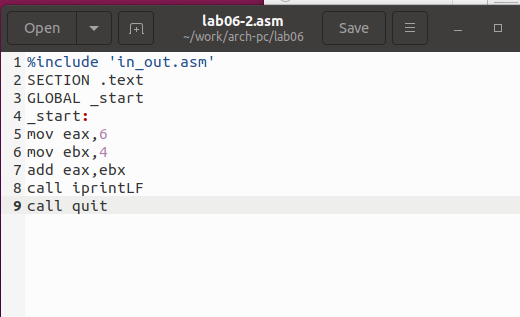 Open
lab06-2.asm
~/work/arch-pc/lab06
Save
1 %include 'in_out.asm'
2 SECTION .text
3 GLOBAL _start
4 _start:
5 mov eax,6
6 mov ebx,4
7 add eax,ebx
8 call iprintLF
9 call quit